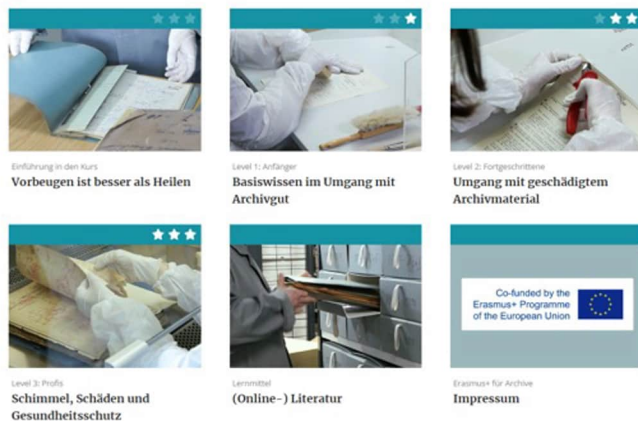 Einführung in den Kurs
Vorbeugen ist besser als Heilen
Level 1: Anfänger
Basiswissen im Umgang mit
Archivgut
Level 2: Fortgeschrittene
Umgang mit geschädigtem
Archivmaterial
Level 3: Profis
Schimmel, Schäden und
Gesundheitsschutz
Lernmittel
(Online-) Literatur
Co-funded by the
Erasmus+ Programme
of the European Union
Erasmus+ für Archive
Impressum